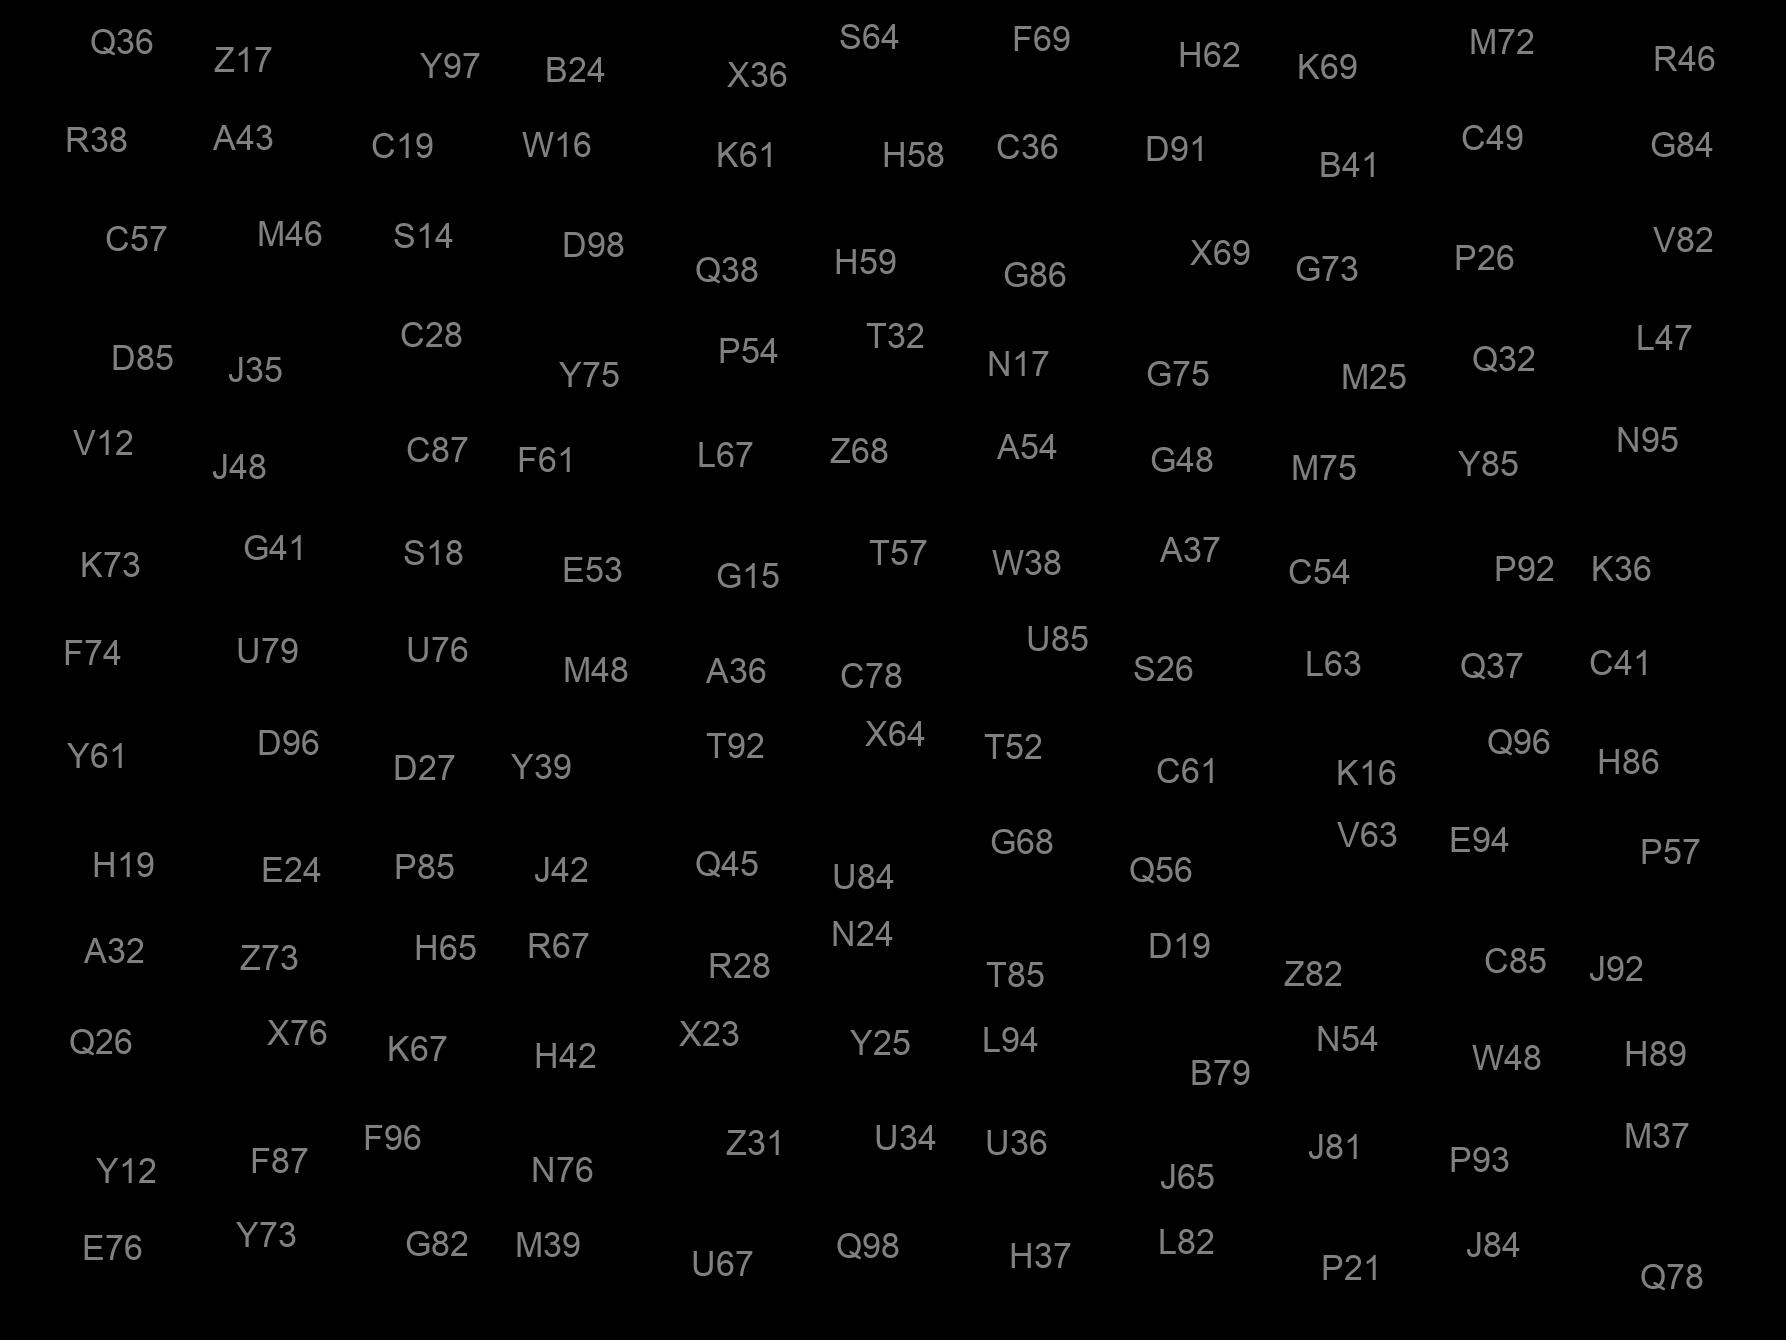 Q36 Z17 Y97 B24 X36 S64 F69 H62 K69 M72 R46
R38 A43 C19 W16 K61 H58 C36 D91 B41 C49 G84
C57 M46 S14 D98 Q38 H59 G86 X69 G73 P26 V82
D85 J35 C28 Y75 P54 T32 N17 G75 M25 Q32 L47
V12 J48 C87 F61 L67 Z68 A54 G48 M75 Y85 N95
K73 G41 S18 E53 G15 T57 W38 A37 C54 P92 K36
F74 U79 U76 M48 A36 C78 U85 S26 L63 Q37 C41
Y61 D96 D27 Y39 T92 X64 T52 C61 K16 Q96 H86
H19 E24 P85 J42 Q45 U84 G68 Q56 V63 E94 P57
A32 Z73 H65 R67 R28 N24 T85 D19 Z82 C85 J92
Q26 X76 K67 H42 X23 Y25 L94 B79 N54 W48 H89
Y12 F87 F96 N76 Z31 U34 U36 J65 J81 P93 M37
E76 Y73 G82 M39 U67 Q98 H37 L82 P21 J84 Q78